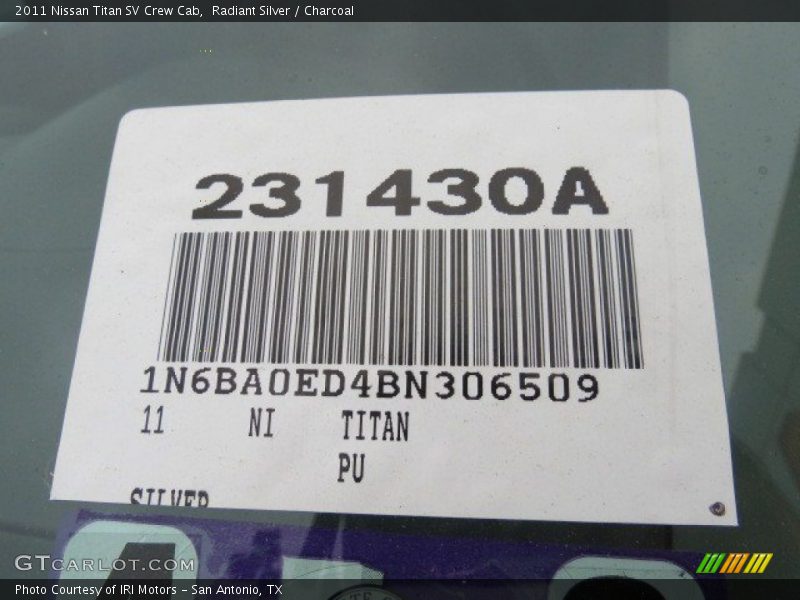 2011 Nissan Titan SV Crew Cab,  Radiant Silver / Charcoal
231430A
1N6BA0ED4BN306509
11 NI TITAN
PU
SILVER
GTCARLOT.COM
Photo Courtesy of IRI Motors - San Antonio, TX